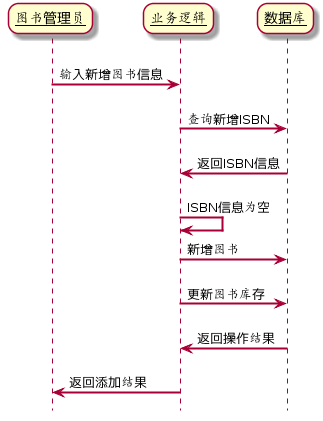 图书管理员
业务逻辑
数据库
输入新增图书信息
查询新增ISBN
返回ISBN信息
ISBN信息为空
新增图书
更新图书库存
返回操作结果
返回添加结果